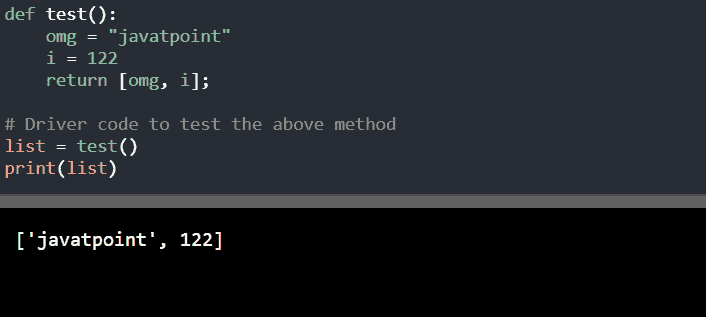 def test():
    omg = "javatpoint"
    i = 122
    return [omg, i];
# Driver code to test the above method
list = test()
print(list)
['javatpoint', 122]